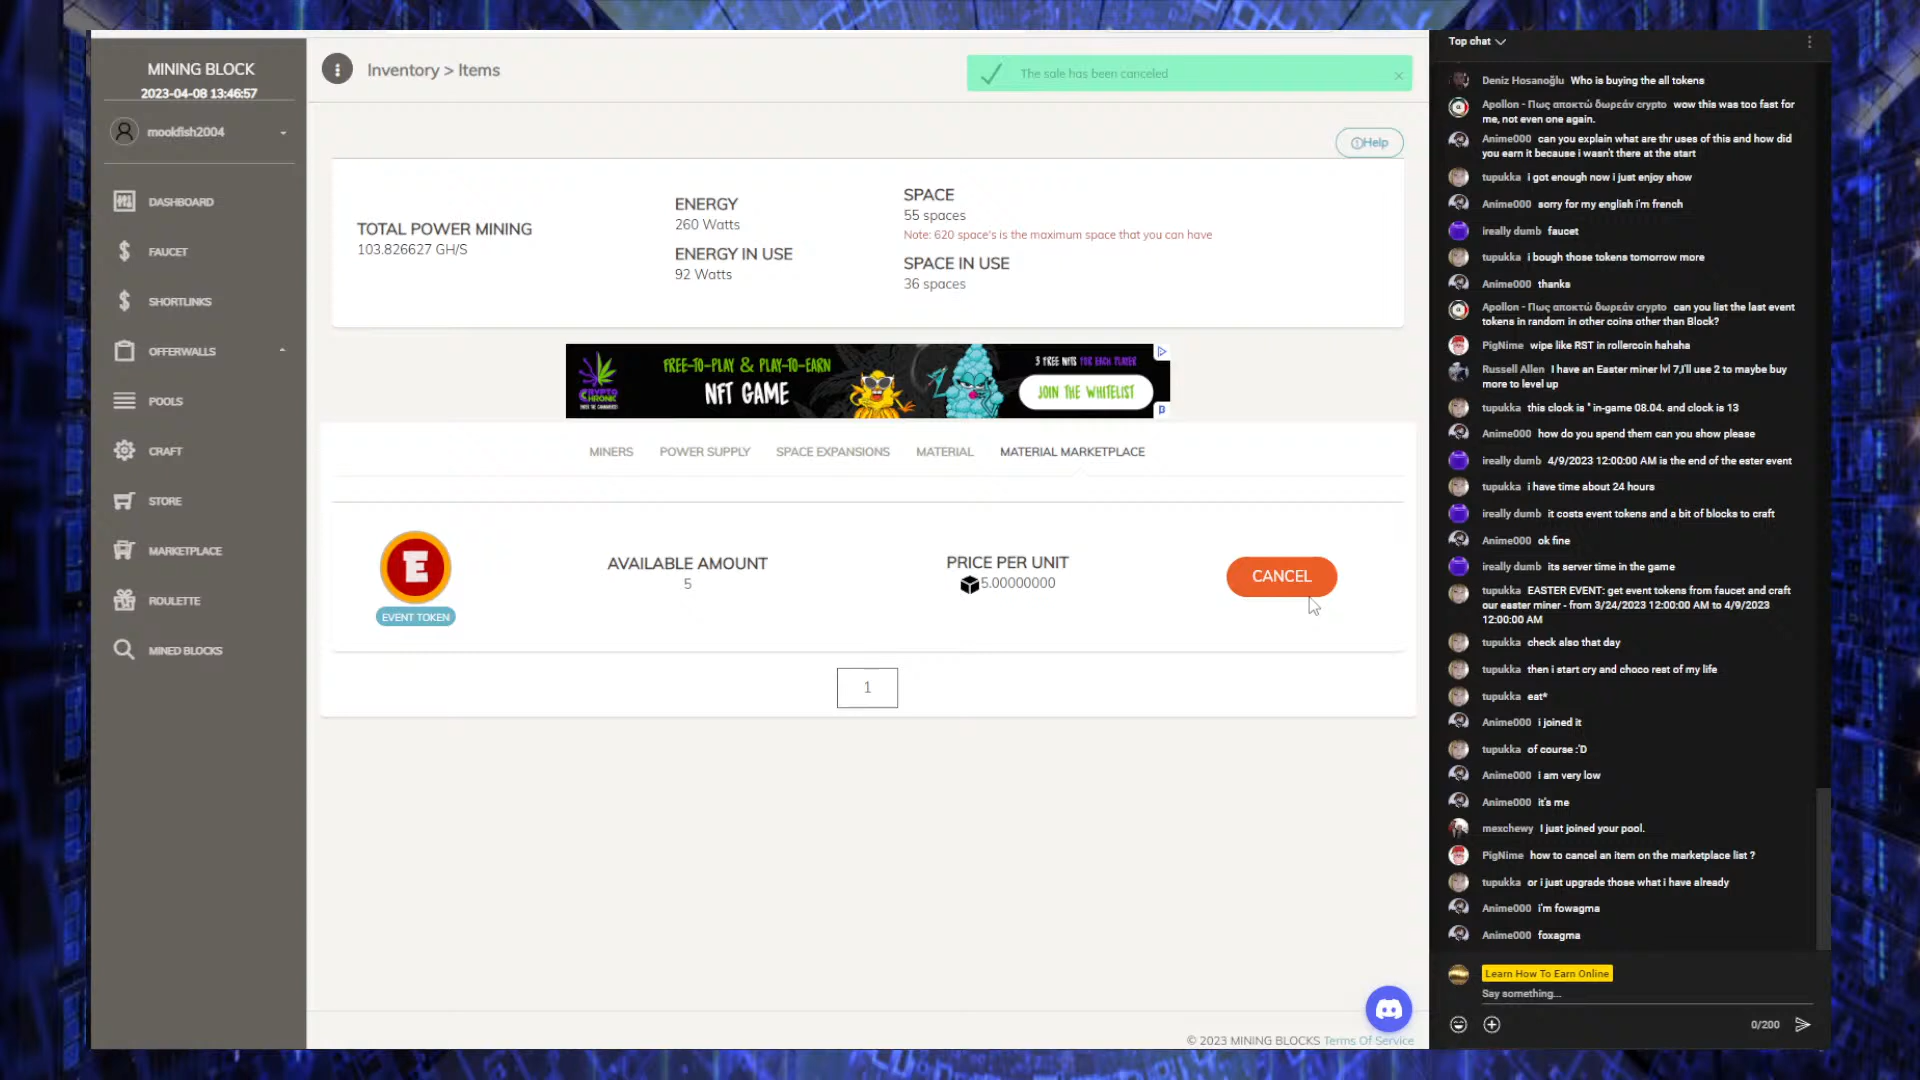 MINING BLOCK
2023-04-08 13:46:57
mookfish2004
DASHBOARD
FAUCET
SHORTLINKS
OFFERWALLS
POOLS
CRAFT
STORE
MARKETPLACE
ROULETTE
MINED BLOCKS
Inventory > Items
The sale has been canceled
Help
TOTAL POWER MINING
103.826627 GH/S
ENERGY
260 Watts
ENERGY IN USE
92 Watts
SPACE
55 spaces
Note: 620 space's is the maximum space that you can have
SPACE IN USE
36 spaces
CRYPTO
CHRONIC
FREE-TO-PLAY & PLAY-TO-EARN
NFT GAME
3 FREE NFTS FOR EACH PLAYER
JOIN THE WHITELIST
MINERS
POWER SUPPLY
SPACE EXPANSIONS
MATERIAL
MATERIAL MARKETPLACE
E
EVENT TOKEN
AVAILABLE AMOUNT
5
PRICE PER UNIT
5.00000000
CANCEL
1
© 2023 MINING BLOCKS Terms Of Service
Top chat
Deniz Hosanoğlu Who is buying the all tokens
Apollon - Πως αποκτώ δωρεάν crypto wow this was too fast for
me, not even one again.
Anime000 can you explain what are thr uses of this and how did
you earn it because i wasn't there at the start
tupukka i got enough now i just enjoy show
Anime000 sorry for my english i'm french
ireally dumb faucet
tupukka i bough those tokens tomorrow more
Anime000 thanks
Apollon - Πως αποκτώ δωρεάν crypto can you list the last event
tokens in random in other coins other than Block?
PigNime wipe like RST in rollercoin hahaha
Russell Allen I have an Easter miner lvl 7,I'll use 2 to maybe buy
more to level up
tupukka this clock is " in-game 08.04. and clock is 13
Anime000 how do you spend them can you show please
ireally dumb 4/9/2023 12:00:00 AM is the end of the ester event
tupukka i have time about 24 hours
ireally dumb it costs event tokens and a bit of blocks to craft
Anime000 ok fine
ireally dumb its server time in the game
tupukka EASTER EVENT: get event tokens from faucet and craft
our easter miner - from 3/24/2023 12:00:00 AM to 4/9/2023
12:00:00 AM
tupukka check also that day
tupukka then i start cry and choco rest of my life
tupukka eat*
Anime000 i joined it
tupukka of course :'D
Anime000 i am very low
Anime000 it's me
mexchewy I just joined your pool.
PigNime how to cancel an item on the marketplace list ?
tupukka or i just upgrade those what i have already
Anime000 i'm fowagma
Anime000 foxagma
Learn How To Earn Online
Say something...
0/200